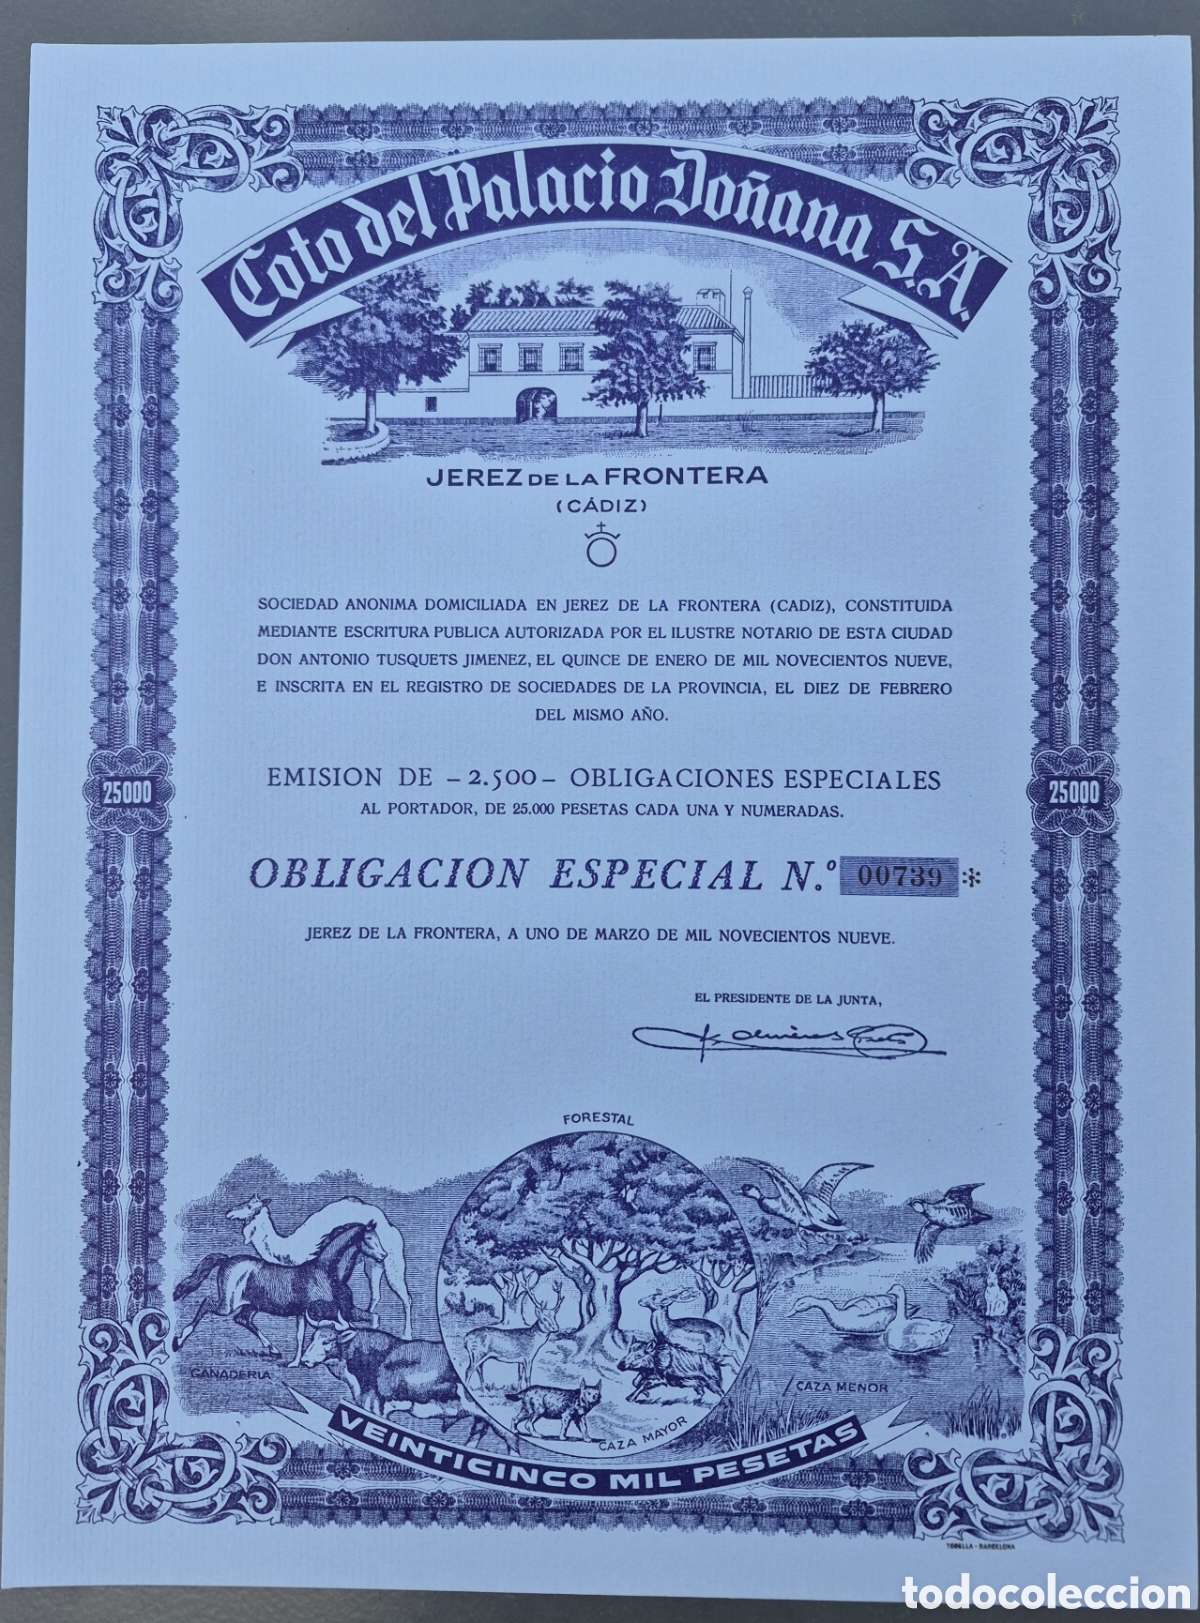 Coto del Palacio Doñana S.A.
JEREZ DE LA FRONTERA
(CÁDIZ)
SOCIEDAD ANONIMA DOMICILIADA EN JEREZ DE LA FRONTERA (CADIZ), CONSTITUIDA
MEDIANTE ESCRITURA PUBLICA AUTORIZADA POR EL ILUSTRE NOTARIO DE ESTA CIUDAD
DON ANTONIO TUSQUETS JIMENEZ, EL QUINCE DE ENERO DE MIL NOVECIENTOS NUEVE,
E INSCRITA EN EL REGISTRO DE SOCIEDADES DE LA PROVINCIA, EL DIEZ DE FEBRERO
DEL MISMO AÑO.
EMISION DE - 2.500 - OBLIGACIONES ESPECIALES
25000
25000
AL PORTADOR, DE 25.000 PESETAS CADA UNA Y NUMERADAS.
OBLIGACION ESPECIAL N.º 00739 *
JEREZ DE LA FRONTERA, A UNO DE MARZO DE MIL NOVECIENTOS NUEVE.
EL PRESIDENTE DE LA JUNTA,
FORESTAL
GANADERIA
CAZA MENOR
CAZA MAYOR
VEINTICINCO MIL PESETAS
todocoleccion